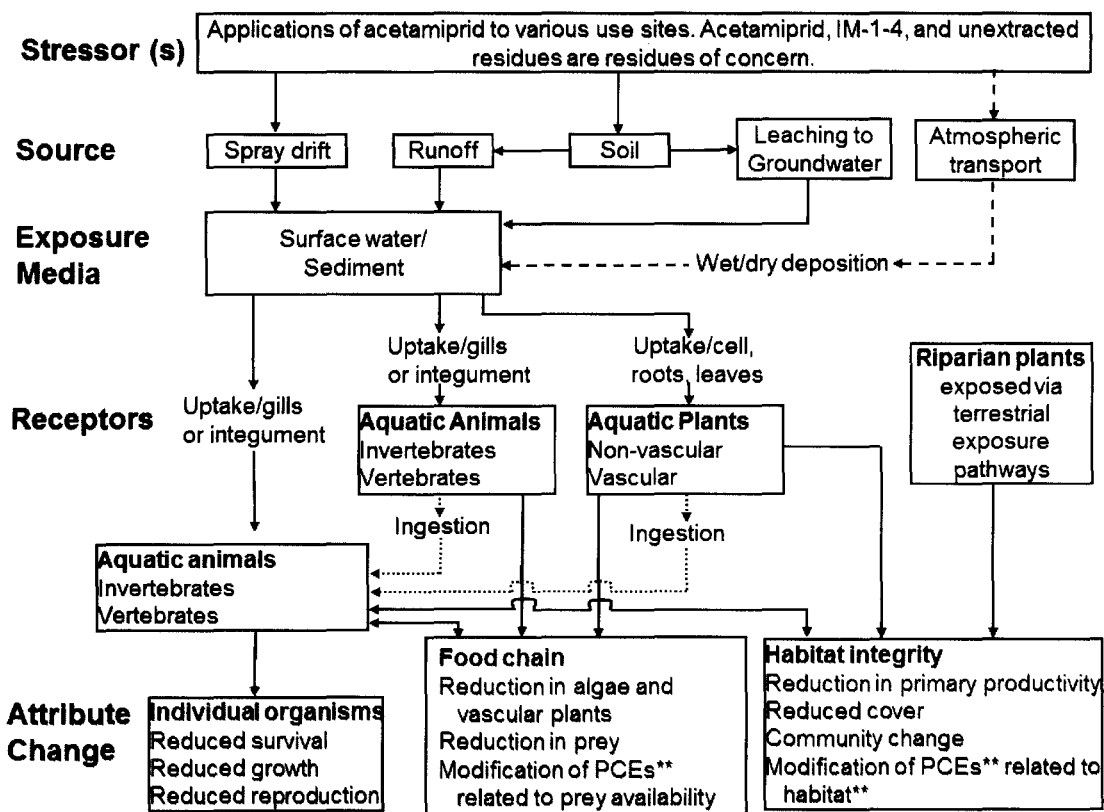 Stressor (s)
Applications of acetamiprid to various use sites. Acetamiprid, IM-1-4, and unextracted
residues are residues of concern.
Source
Spray drift
Runoff
Soil
Leaching to
Groundwater
Atmospheric
transport
Exposure
Media
Surface water/
Sediment
Wet/dry deposition
Receptors
Uptake/gills
or integument
Uptake/gills
or integument
Uptake/cell,
roots, leaves
Riparian plants
exposed via
terrestrial
exposure
pathways
Aquatic Animals
Invertebrates
Vertebrates
Aquatic Plants
Non-vascular
Vascular
Ingestion
Ingestion
Aquatic animals
Invertebrates
Vertebrates
Attribute
Change
Individual organisms
Reduced survival
Reduced growth
Reduced reproduction
Food chain
Reduction in algae and
vascular plants
Reduction in prey
Modification of PCEs**
related to prey availability
Habitat integrity
Reduction in primary productivity
Reduced cover
Community change
Modification of PCEs** related to
habitat**